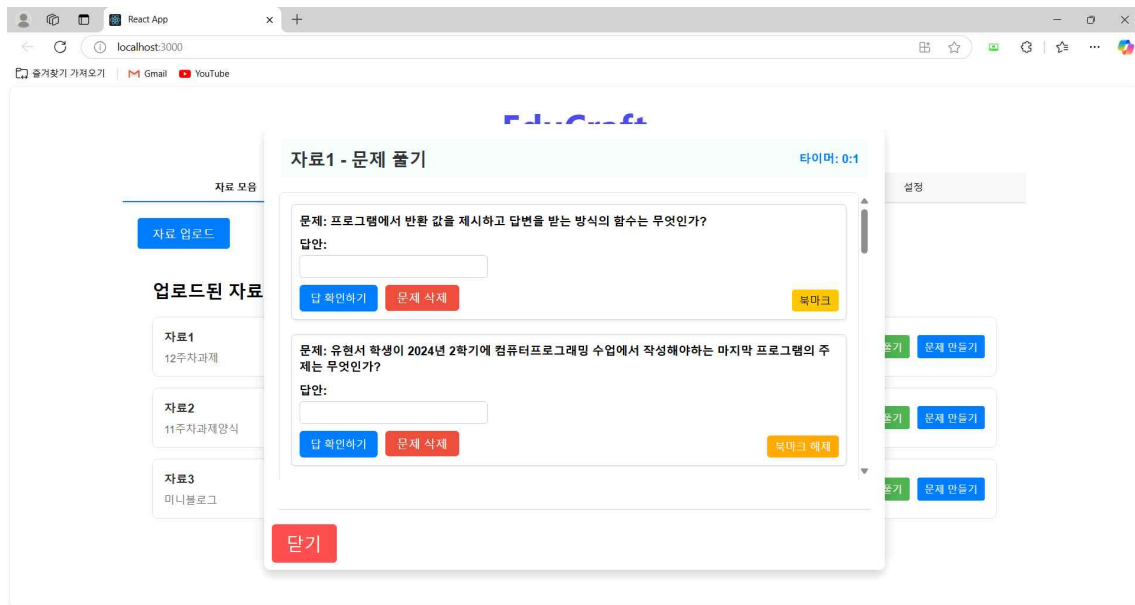 React App
localhost:3000
즐겨찾기 가져오기
Gmail
YouTube
EduCraft
자료1 - 문제 풀기
타이머: 0:1
자료 모음
설정
자료 업로드
문제: 프로그램에서 반환 값을 제시하고 답변을 받는 방식의 함수는 무엇인가?
답안:
답 확인하기
문제 삭제
북마크
업로드된 자료
자료1
12주차과제
풀기
문제 만들기
문제: 유현서 학생이 2024년 2학기에 컴퓨터프로그래밍 수업에서 작성해야하는 마지막 프로그램의 주
제는 무엇인가?
답안:
답 확인하기
문제 삭제
북마크 해제
자료2
11주차과제양식
풀기
문제 만들기
자료3
미니블로그
풀기
문제 만들기
닫기